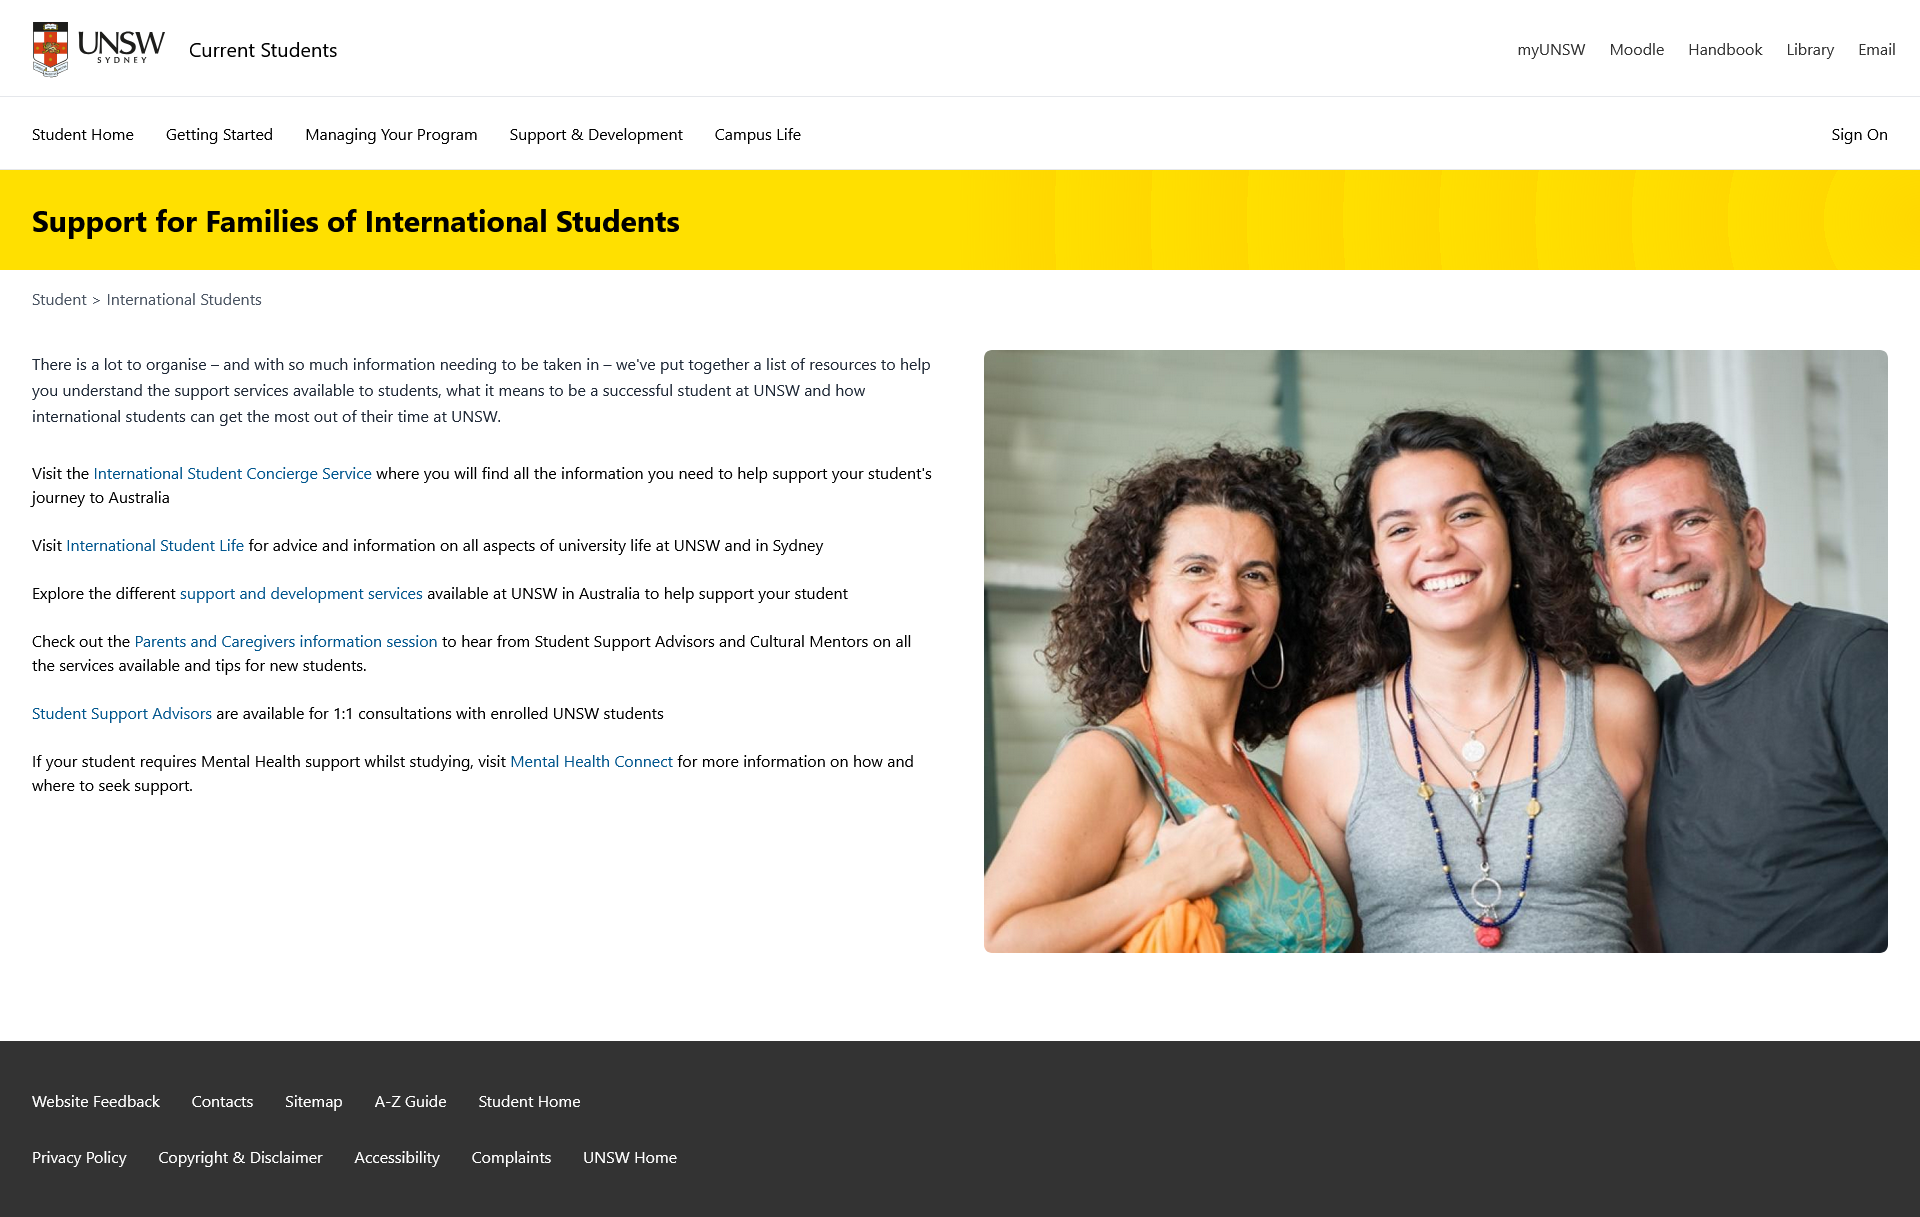 UNSW
SYDNEY
Current Students
myUNSW Moodle Handbook Library Email
Student Home Getting Started Managing Your Program Support & Development Campus Life Sign On
Support for Families of International Students
Student > International Students
There is a lot to organise – and with so much information needing to be taken in – we've put together a list of resources to help
you understand the support services available to students, what it means to be a successful student at UNSW and how
international students can get the most out of their time at UNSW.
Visit the International Student Concierge Service where you will find all the information you need to help support your student's
journey to Australia
Visit International Student Life for advice and information on all aspects of university life at UNSW and in Sydney
Explore the different support and development services available at UNSW in Australia to help support your student
Check out the Parents and Caregivers information session to hear from Student Support Advisors and Cultural Mentors on all
the services available and tips for new students.
Student Support Advisors are available for 1:1 consultations with enrolled UNSW students
If your student requires Mental Health support whilst studying, visit Mental Health Connect for more information on how and
where to seek support.
Website Feedback Contacts Sitemap A-Z Guide Student Home
Privacy Policy Copyright & Disclaimer Accessibility Complaints UNSW Home